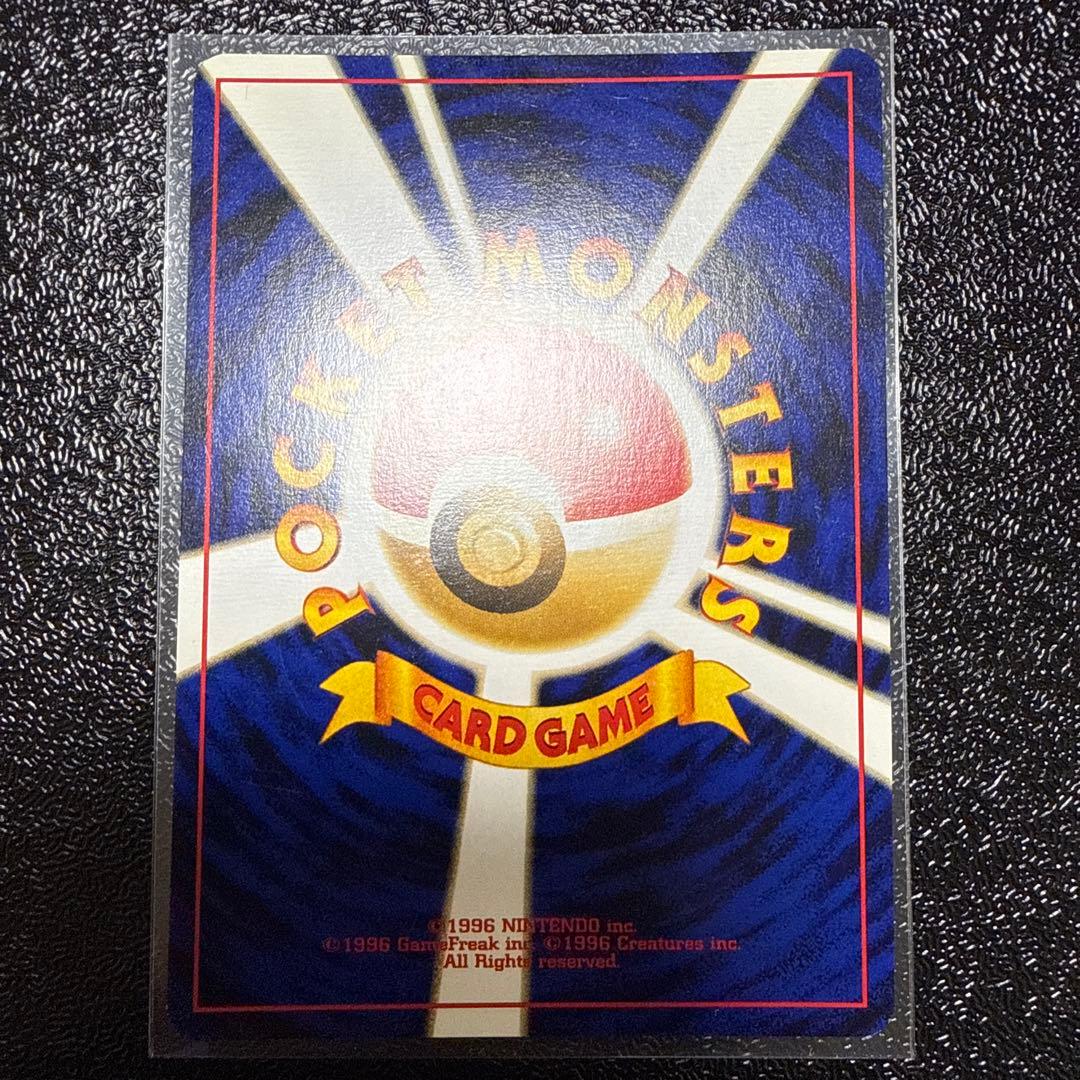 POCKET MONSTERS
CARD GAME
©1996 NINTENDO inc.
©1996 GameFreak inc. ©1996 Creatures inc.
All Rights reserved.